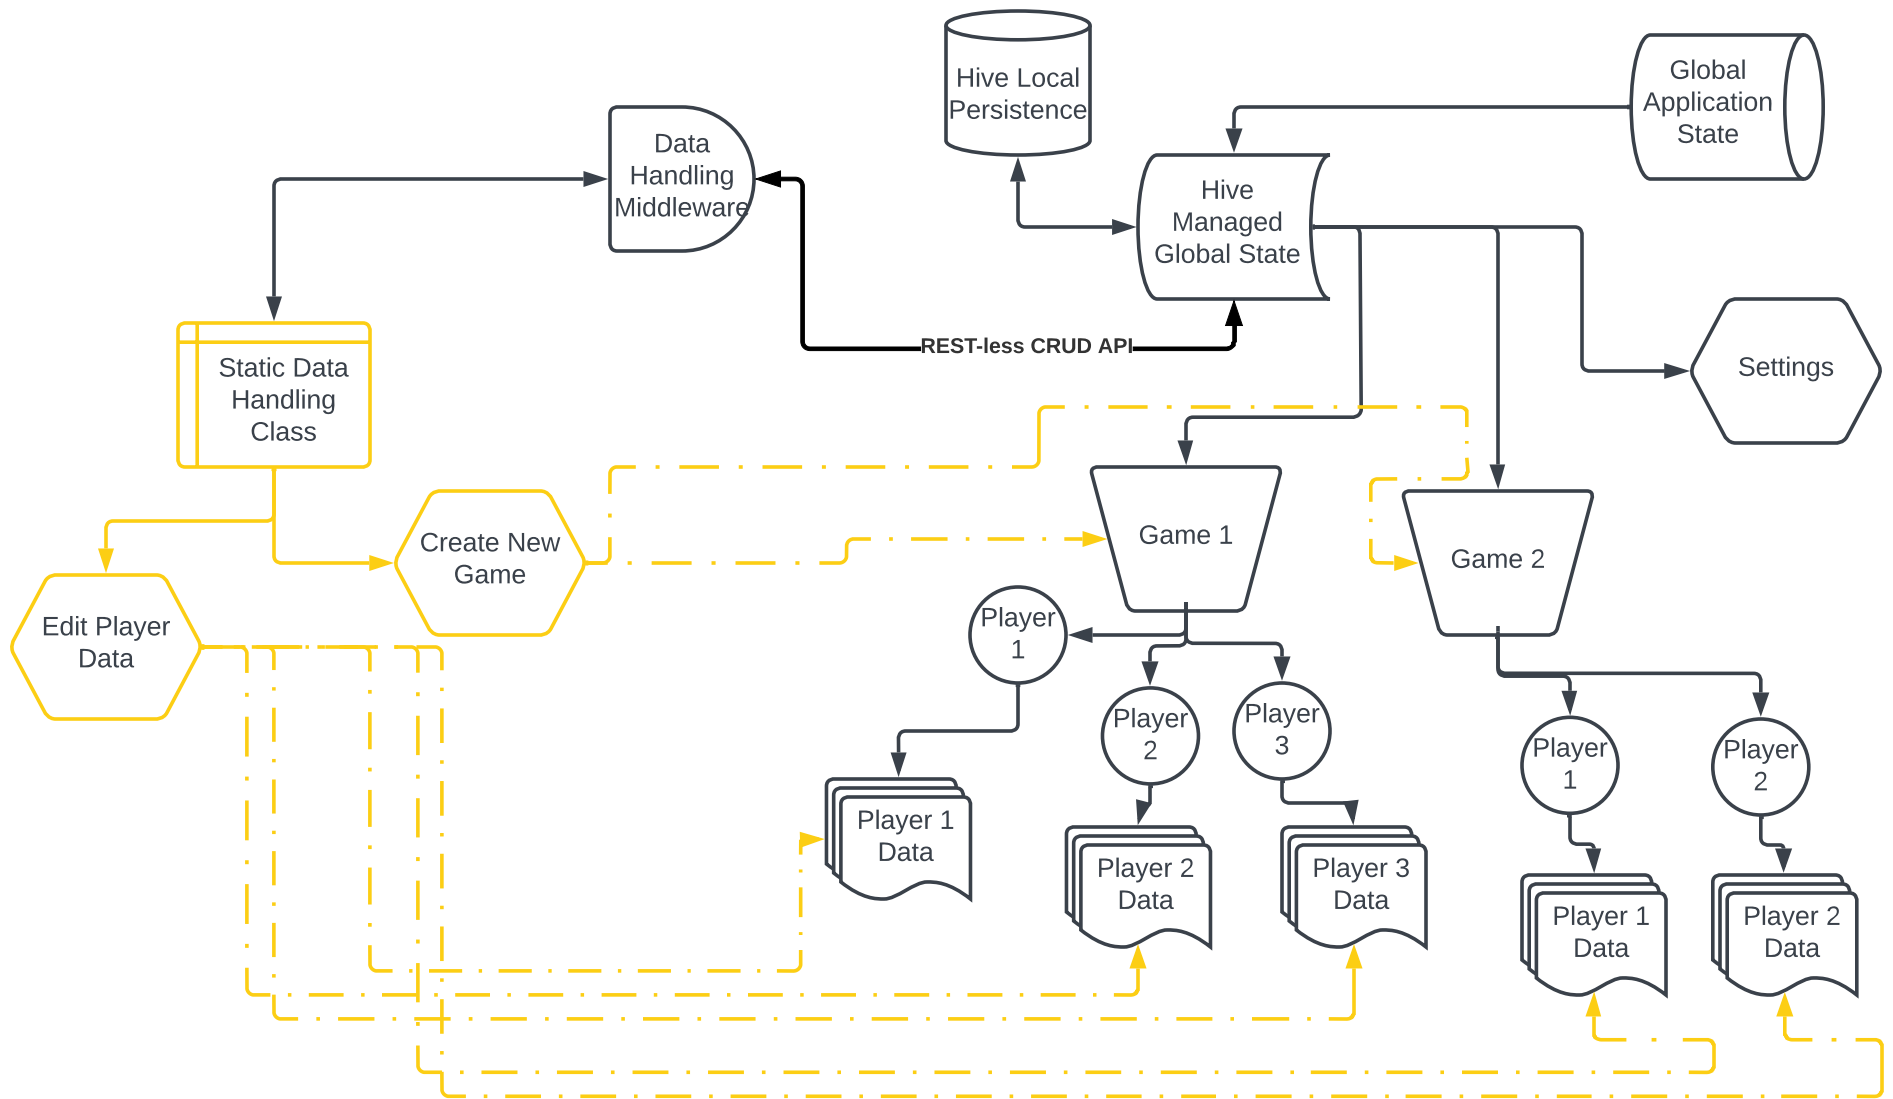 Hive Local
Persistence
Global
Application
State
Data
Handling
Middleware
Hive
Managed
Global State
REST-less CRUD API
Static Data
Handling
Class
Settings
Create New
Game
Game 1
Game 2
Edit Player
Data
Player
1
Player
2
Player
3
Player
1
Player
2
Player 1
Data
Player 2
Data
Player 3
Data
Player 1
Data
Player 2
Data